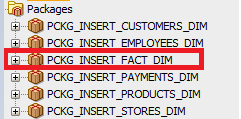 Packages
PCKG_INSERT_CUSTOMERS_DIM
PCKG_INSERT_EMPLOYEES_DIM
PCKG_INSERT_FACT_DIM
PCKG_INSERT_PAYMENTS_DIM
PCKG_INSERT_PRODUCTS_DIM
PCKG_INSERT_STORES_DIM